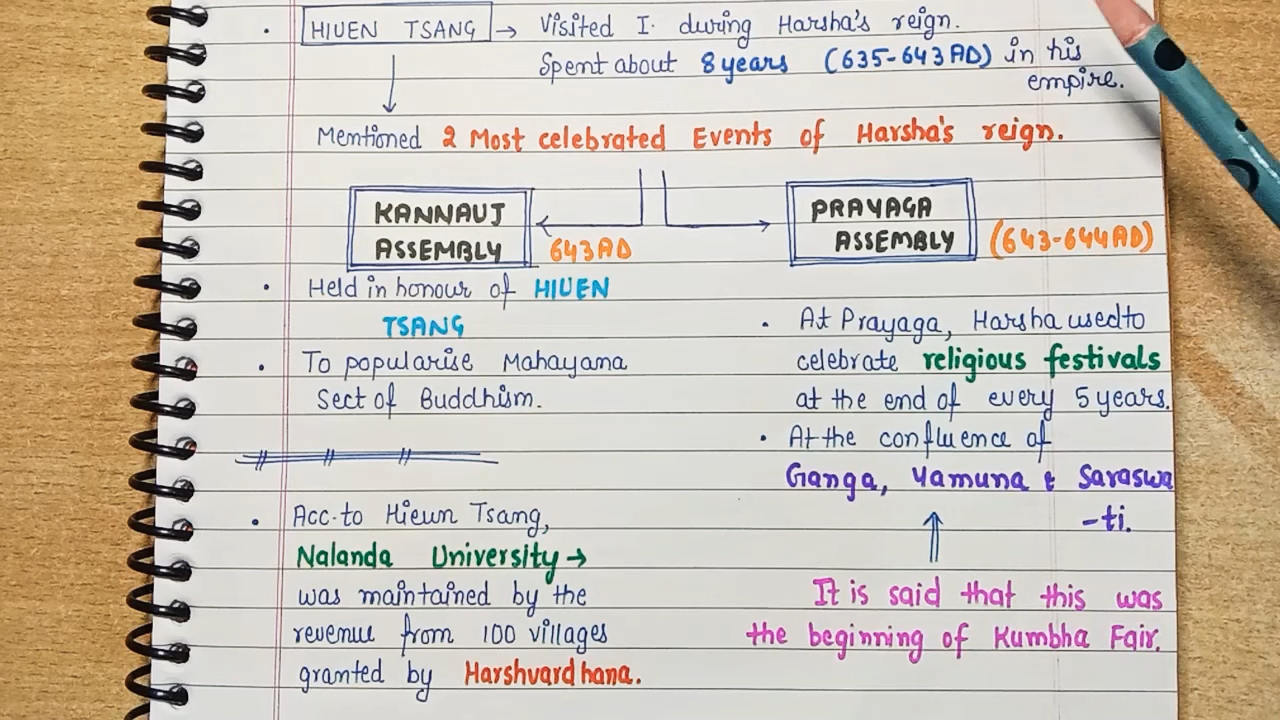 • HIUEN TSANG → Visited I. during Harsha's reign.
Spent about 8 years (635-643AD) in his
empire.
Mentioned 2 Most celebrated Events of Harsha's reign.
KANNAUJ
ASSEMBLY 643AD
• Held in honour of HIUEN
TSANG
• To popularise Mahayana
Sect of Buddhism.
• Acc. to Hieun Tsang,
Nalanda University →
was maintained by the
revenue from 100 villages
granted by Harshvardhana.
PRAYAGA
ASSEMBLY (643-644AD)
• At Prayaga, Harsha used to
celebrate religious festivals
at the end of every 5 years.
• At the confluence of
Ganga, Yamuna & Saraswa
-ti.
It is said that this was
the beginning of Kumbha Fair.